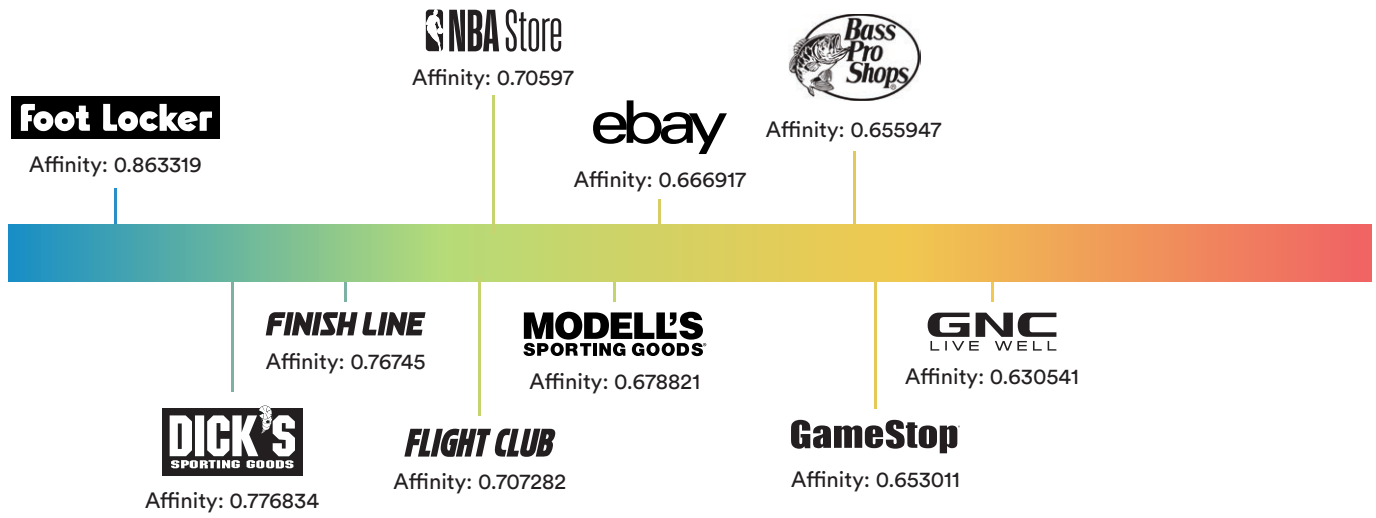 NBA Store
Affinity: 0.70597
Bass
Pro
Shops
Affinity: 0.655947
Foot Locker
Affinity: 0.863319
ebay
Affinity: 0.666917
FINISH LINE
Affinity: 0.76745
MODELL'S
SPORTING GOODS
Affinity: 0.678821
GNC
LIVE WELL
Affinity: 0.630541
DICK'S
SPORTING GOODS
Affinity: 0.776834
FLIGHT CLUB
Affinity: 0.707282
GameStop
Affinity: 0.653011